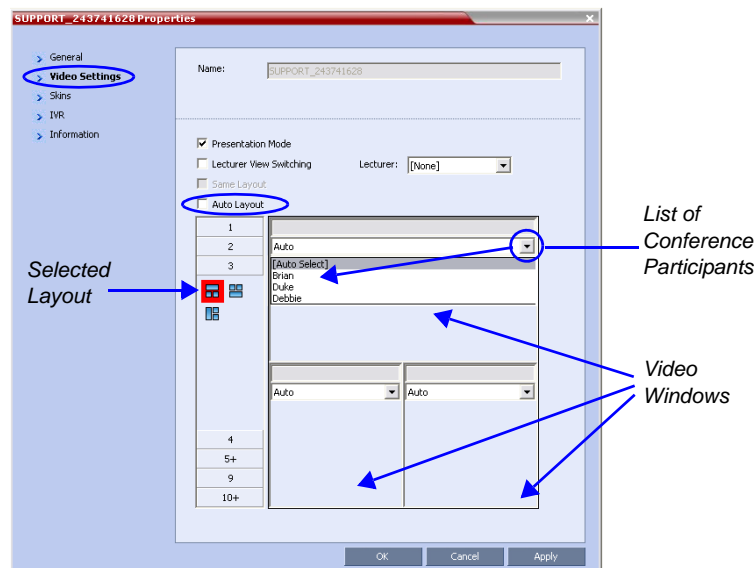 SUPPORT_243741628 Properties
General
Video Settings
Skins
IVR
Information
Name:
SUPPORT_243741628
Presentation Mode
Lecturer View Switching
Lecturer:
[None]
Same Layout
Auto Layout
1
2
3
Auto
[Auto Select]
Brian
Duke
Debbie
Auto
Auto
4
5+
9
10+
OK
Cancel
Apply
Selected
Layout
List of
Conference
Participants
Video
Windows